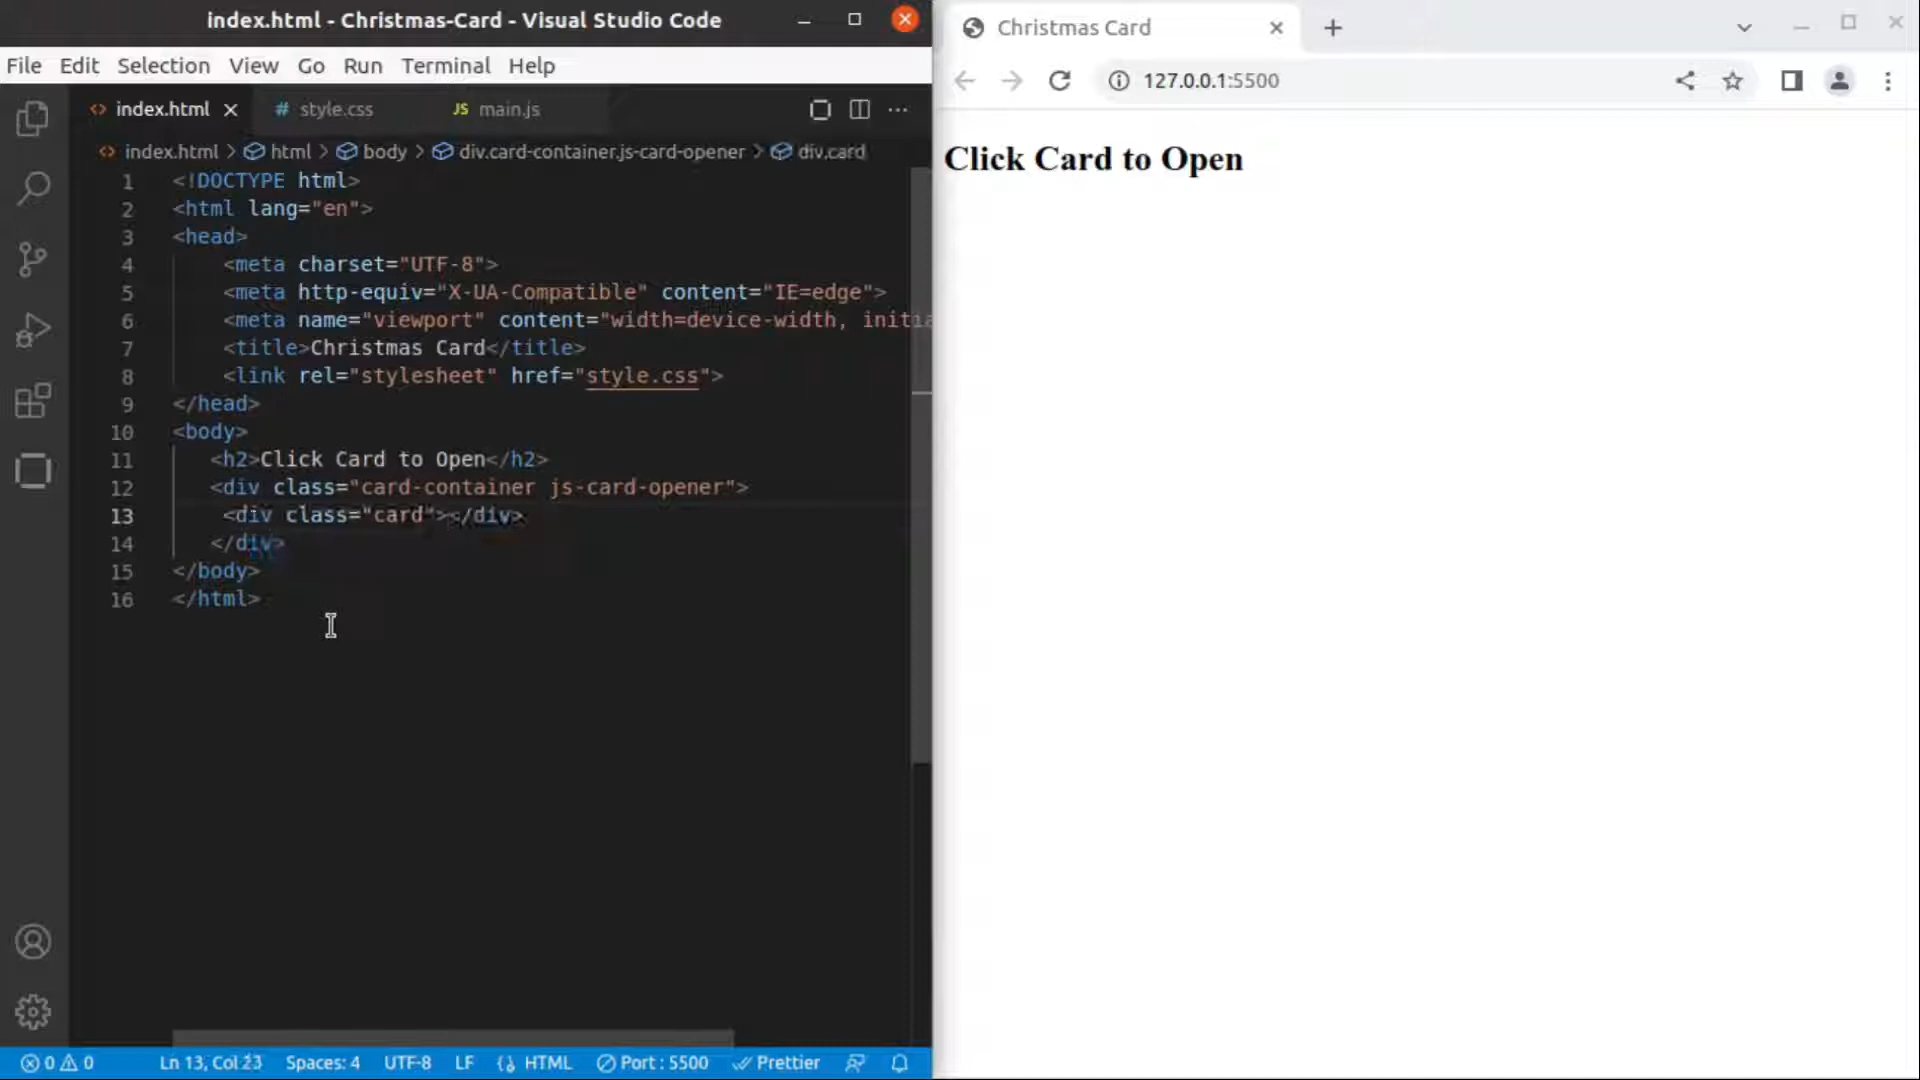 index.html - Christmas-Card - Visual Studio Code
File Edit Selection View Go Run Terminal Help
index.html style.css JS main.js
index.html > html > body > div.card-container.js-card-opener > div.card
1 <!DOCTYPE html>
2 <html lang="en">
3 <head>
4 <meta charset="UTF-8">
5 <meta http-equiv="X-UA-Compatible" content="IE=edge">
6 <meta name="viewport" content="width=device-width, initia
7 <title>Christmas Card</title>
8 <link rel="stylesheet" href="style.css">
9 </head>
10 <body>
11 <h2>Click Card to Open</h2>
12 <div class="card-container js-card-opener">
13 <div class="card"></div>
14 </div>
15 </body>
16 </html>
0 0 Ln 13, Col 23 Spaces: 4 UTF-8 LF HTML Port : 5500 Prettier
Christmas Card
127.0.0.1:5500
Click Card to Open